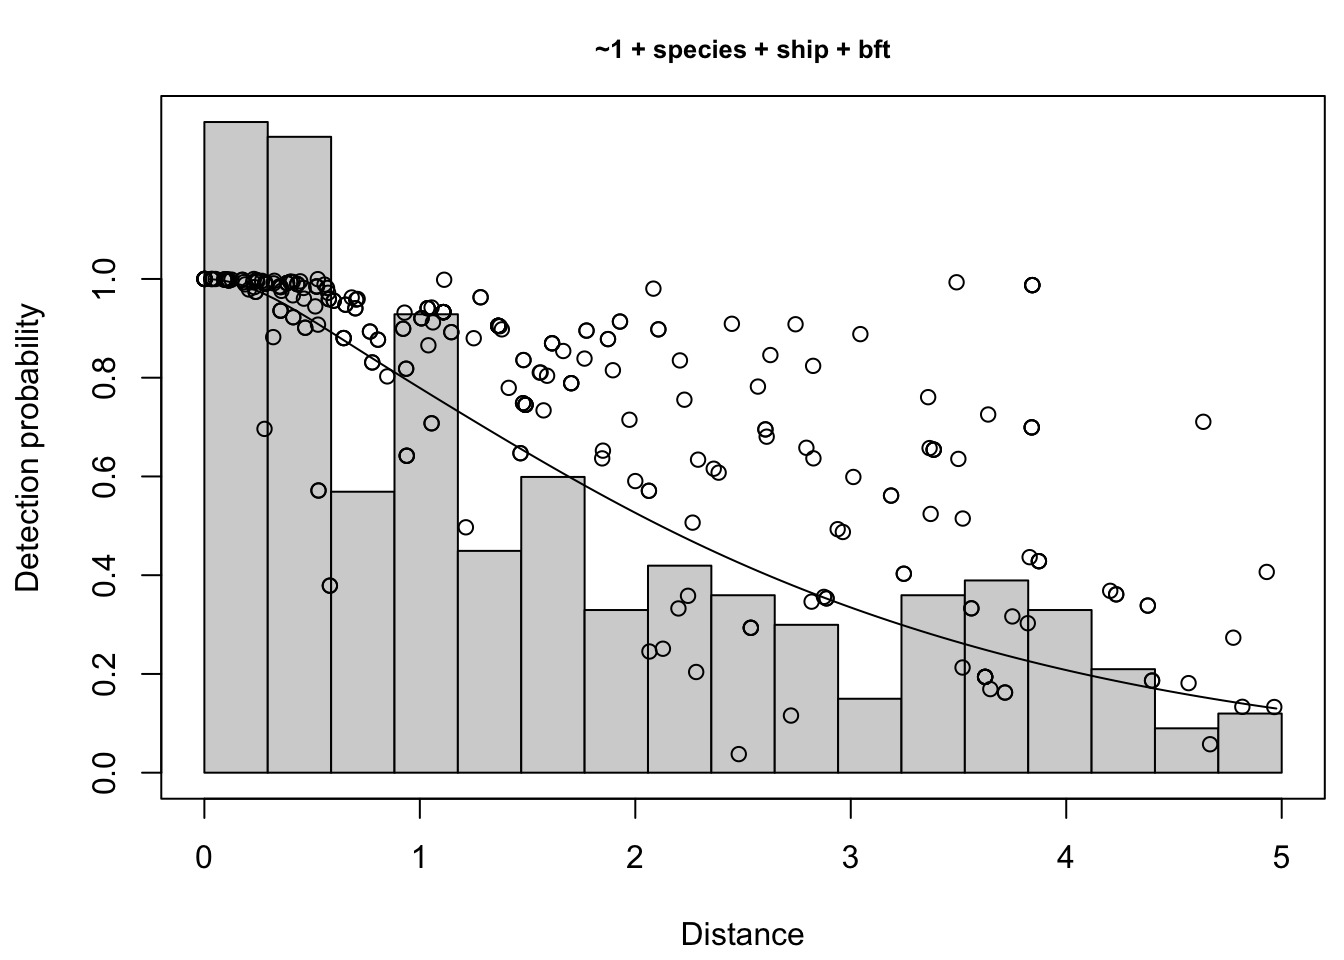 ~1 + species + ship + bft
Detection probability
1.0
0.8
0.6
0.4
0.2
0.0
0 1 2 3 4 5
Distance